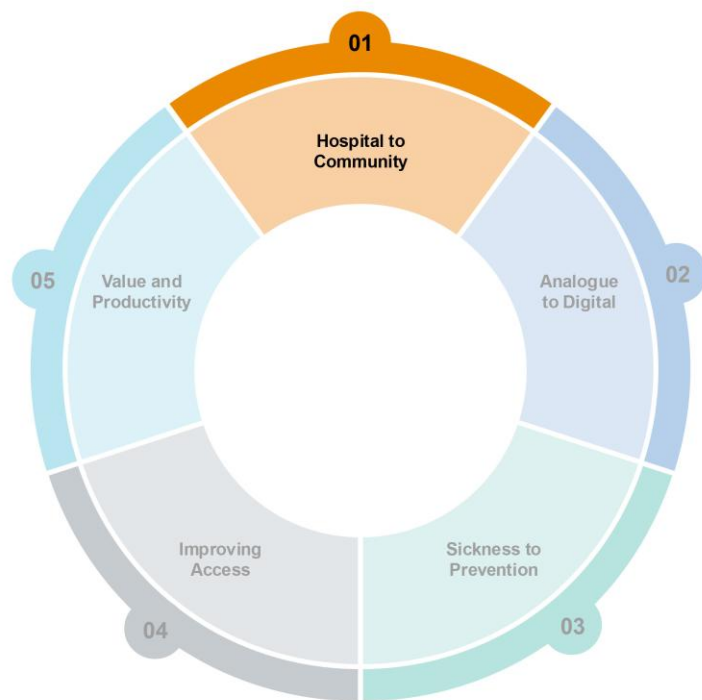 01
Hospital to
Community
02
Analogue
to Digital
03
Sickness to
Prevention
04
Improving
Access
05
Value and
Productivity